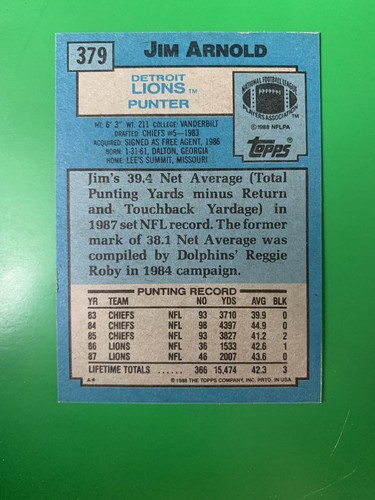 379
JIM ARNOLD
DETROIT
LIONS™
PUNTER
NATIONAL FOOTBALL LEAGUE
PLAYERS ASSOCIATION™
© 1988 NFLPA
Topps®
HT: 6' 3" WT: 211 COLLEGE: VANDERBILT
DRAFTED: CHIEFS #5—1983
ACQUIRED: SIGNED AS FREE AGENT, 1986
BORN: 1-31-61, DALTON, GEORGIA
HOME: LEE'S SUMMIT, MISSOURI
Jim's 39.4 Net Average (Total
Punting Yards minus Return
and Touchback Yardage) in
1987 set NFL record. The former
mark of 38.1 Net Average was
compiled by Dolphins' Reggie
Roby in 1984 campaign.
PUNTING RECORD
YR TEAM NO YDS AVG BLK
83 CHIEFS NFL 93 3710 39.9 0
84 CHIEFS NFL 98 4397 44.9 0
85 CHIEFS NFL 93 3827 41.2 2
86 LIONS NFL 36 1533 42.6 1
87 LIONS NFL 46 2007 43.6 0
LIFETIME TOTALS ...... 366 15,474 42.3 3
© 1988 THE TOPPS COMPANY, INC. PRTD. IN U.S.A.